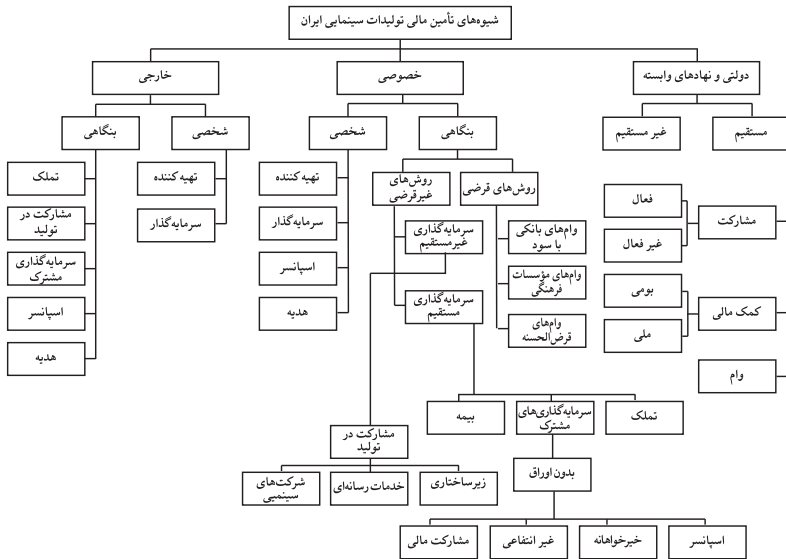 شیوه‌های تأمین مالی تولیدات سینمایی ایران
دولتی و نهادهای وابسته
خصوصی
خارجی
مستقیم
غیر مستقیم
بنگاهی
شخصی
شخصی
بنگاهی
مشارکت
فعال
غیر فعال
کمک مالی
بومی
ملی
وام
روش‌های قرضی
روش‌های
غیرقرضی
وام‌های بانکی
با سود
وام‌های مؤسسات
فرهنگی
وام‌های
قرض‌الحسنه
سرمایه‌گذاری
غیرمستقیم
سرمایه‌گذاری
مستقیم
تهیه کننده
سرمایه‌گذار
اسپانسر
هدیه
تهیه کننده
سرمایه‌گذار
تملک
مشارکت در
تولید
سرمایه‌گذاری
مشترک
اسپانسر
هدیه
تملک
سرمایه‌گذاری‌های
مشترک
بیمه
مشارکت در
تولید
بدون اوراق
زیرساختاری
خدمات رسانه‌ای
شرکت‌های
سینمیی
اسپانسر
خیرخواهانه
غیر انتفاعی
مشارکت مالی